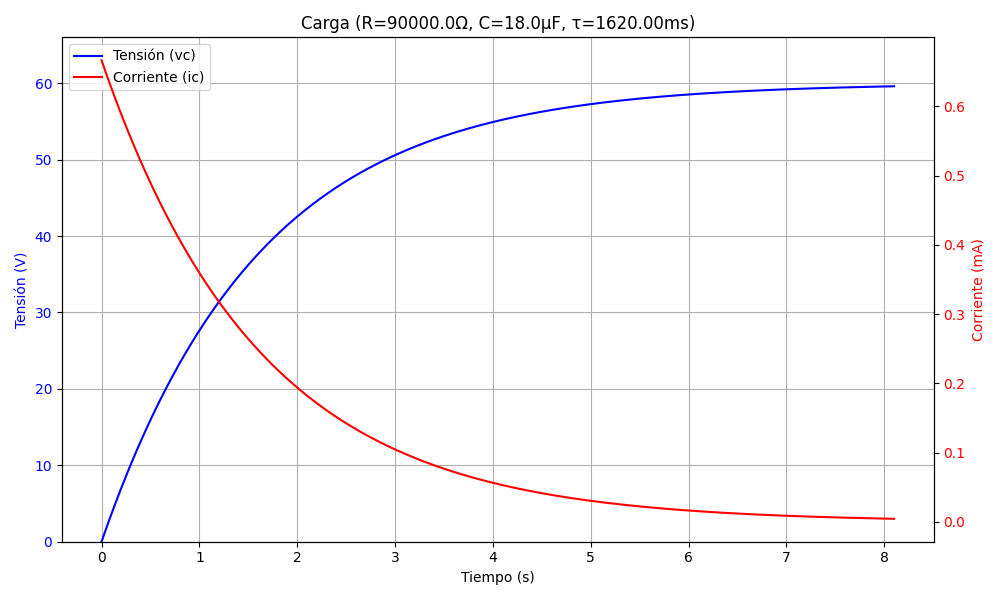 Carga (R=90000.0Ω, C=18.0μF, τ=1620.00ms)
Tensión (vc)
Corriente (ic)
Tensión (V)
60
50
40
30
20
10
0
0.6
0.5
0.4
0.3
0.2
0.1
0.0
Corriente (mA)
0 1 2 3 4 5 6 7 8
Tiempo (s)